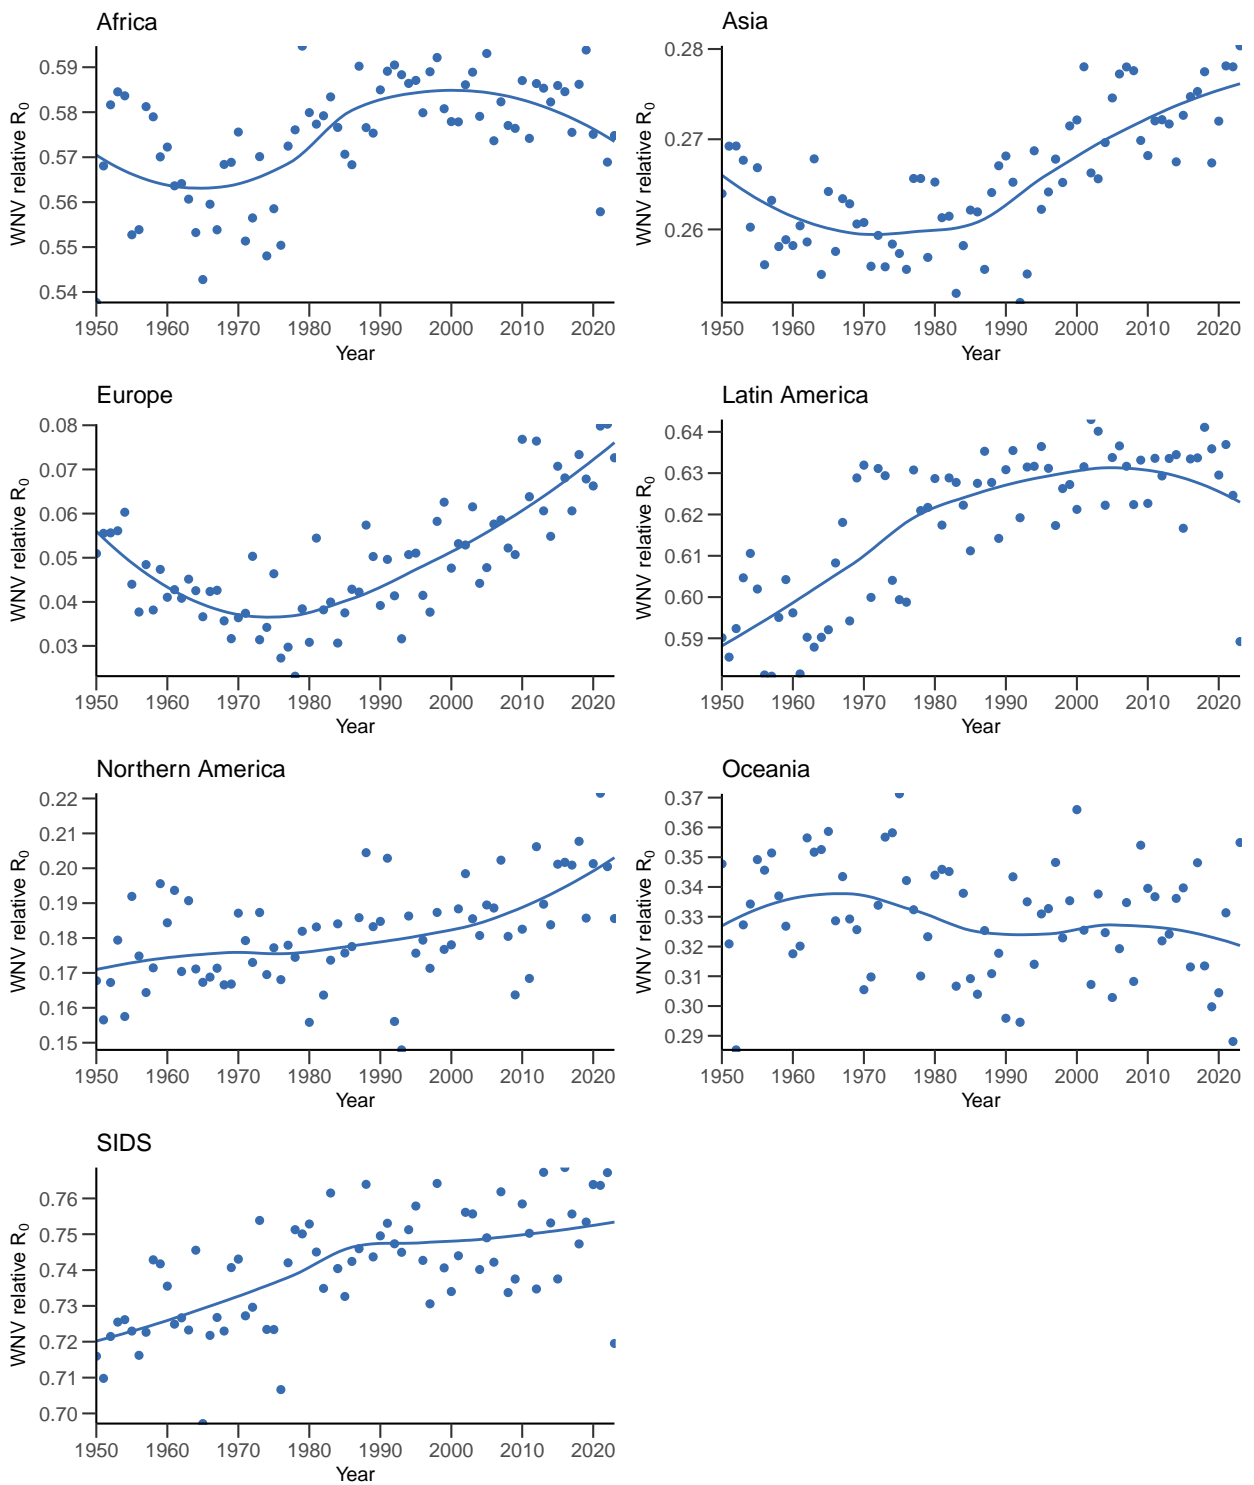 Africa
WNV relative R0
0.59
0.58
0.57
0.56
0.55
0.54
1950 1960 1970 1980 1990 2000 2010 2020
Year
Asia
WNV relative R0
0.28
0.27
0.26
1950 1960 1970 1980 1990 2000 2010 2020
Year
Europe
WNV relative R0
0.08
0.07
0.06
0.05
0.04
0.03
1950 1960 1970 1980 1990 2000 2010 2020
Year
Latin America
WNV relative R0
0.64
0.63
0.62
0.61
0.60
0.59
1950 1960 1970 1980 1990 2000 2010 2020
Year
Northern America
WNV relative R0
0.22
0.21
0.20
0.19
0.18
0.17
0.16
0.15
1950 1960 1970 1980 1990 2000 2010 2020
Year
Oceania
WNV relative R0
0.37
0.36
0.35
0.34
0.33
0.32
0.31
0.30
0.29
1950 1960 1970 1980 1990 2000 2010 2020
Year
SIDS
WNV relative R0
0.76
0.75
0.74
0.73
0.72
0.71
0.70
1950 1960 1970 1980 1990 2000 2010 2020
Year